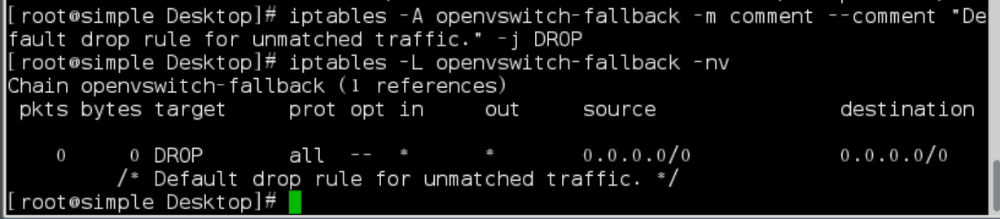 [root@simple Desktop]# iptables -A openvswitch-fallback -m comment --comment "De
fault drop rule for unmatched traffic." -j DROP
[root@simple Desktop]# iptables -L openvswitch-fallback -nv
Chain openvswitch-fallback (1 references)
 pkts bytes target     prot opt in     out     source               destination
    0     0 DROP       all  --  *      *       0.0.0.0/0            0.0.0.0/0
         /* Default drop rule for unmatched traffic. */
[root@simple Desktop]#